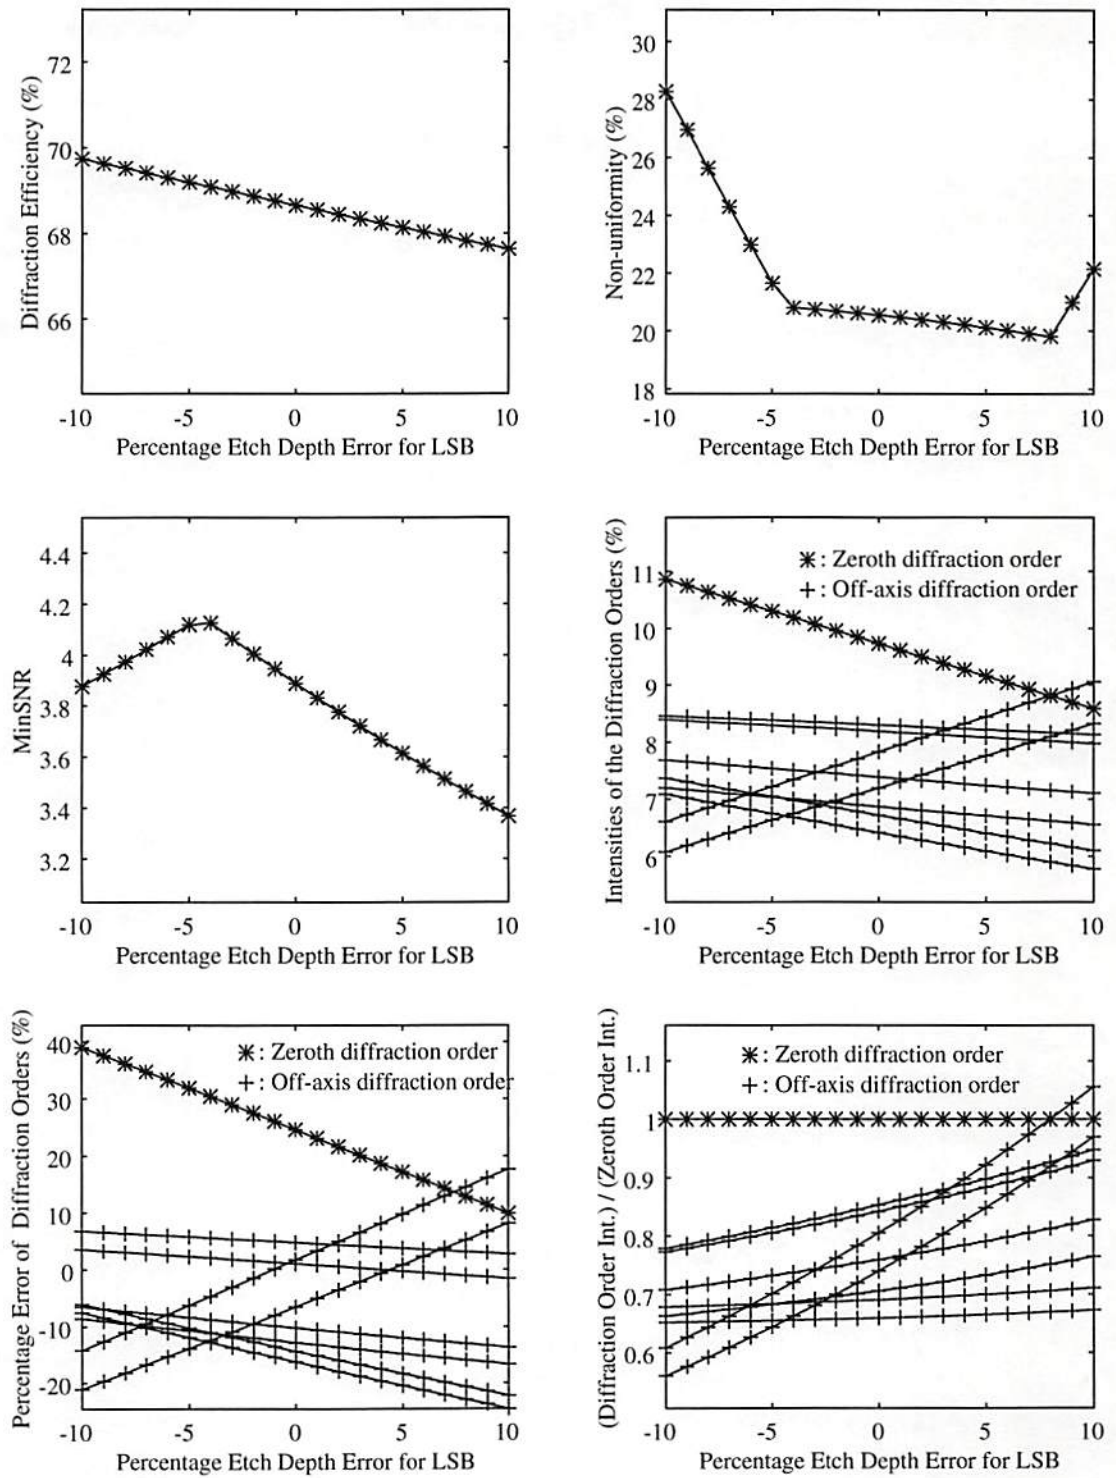 Diffraction Efficiency (%)
72
70
68
66
-10 -5 0 5 10
Percentage Etch Depth Error for LSB
Non-uniformity (%)
30
28
26
24
22
20
18
-10 -5 0 5 10
Percentage Etch Depth Error for LSB
MinSNR
4.4
4.2
4
3.8
3.6
3.4
3.2
-10 -5 0 5 10
Percentage Etch Depth Error for LSB
Intensities of the Diffraction Orders (%)
11
10
9
8
7
6
: Zeroth diffraction order
: Off-axis diffraction order
-10 -5 0 5 10
Percentage Etch Depth Error for LSB
Percentage Error of Diffraction Orders (%)
40
30
20
10
0
-10
-20
: Zeroth diffraction order
: Off-axis diffraction order
-10 -5 0 5 10
Percentage Etch Depth Error for LSB
(Diffraction Order Int.) / (Zeroth Order Int.)
1.1
1
0.9
0.8
0.7
0.6
: Zeroth diffraction order
: Off-axis diffraction order
-10 -5 0 5 10
Percentage Etch Depth Error for LSB